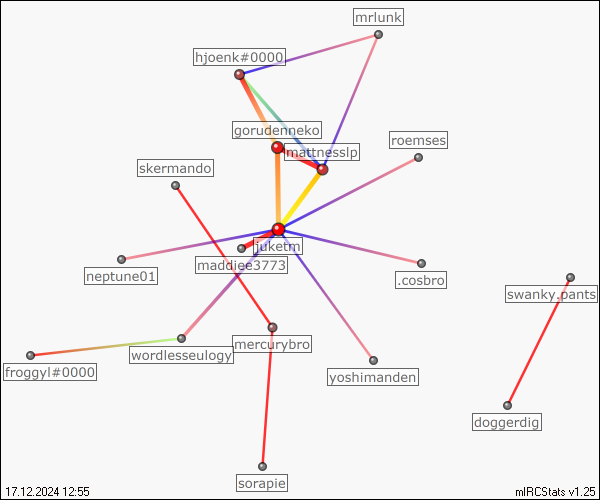 mrlunk
hjoenk#0000
gorudenneko
roemses
mattnesslp
skermando
juketm
maddiee3773
neptune01
.cosbro
swanky.pants
mercurybro
wordlesseulogy
froggyl#0000
yoshimanden
doggerdig
sorapie
17.12.2024 12:55
mIRCStats v1.25